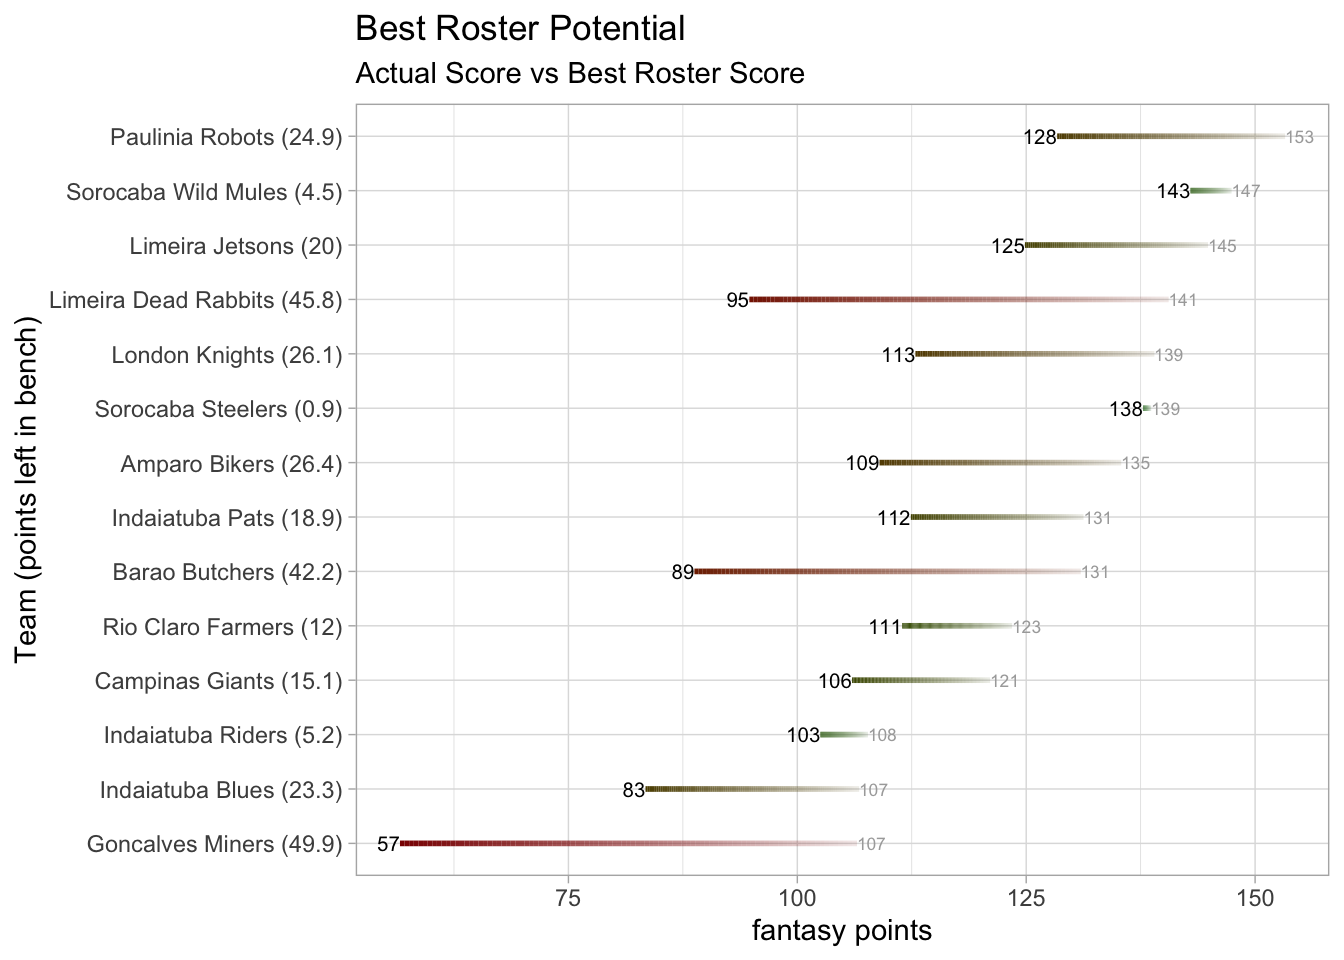 Best Roster Potential
Actual Score vs Best Roster Score
Team (points left in bench)
Paulinia Robots (24.9) 128 153
Sorocaba Wild Mules (4.5) 143 147
Limeira Jetsons (20) 125 145
Limeira Dead Rabbits (45.8) 95 141
London Knights (26.1) 113 139
Sorocaba Steelers (0.9) 138 139
Amparo Bikers (26.4) 109 135
Indaiatuba Pats (18.9) 112 131
Barao Butchers (42.2) 89 131
Rio Claro Farmers (12) 111 123
Campinas Giants (15.1) 106 121
Indaiatuba Riders (5.2) 103 108
Indaiatuba Blues (23.3) 83 107
Goncalves Miners (49.9) 57 107
75 100 125 150
fantasy points